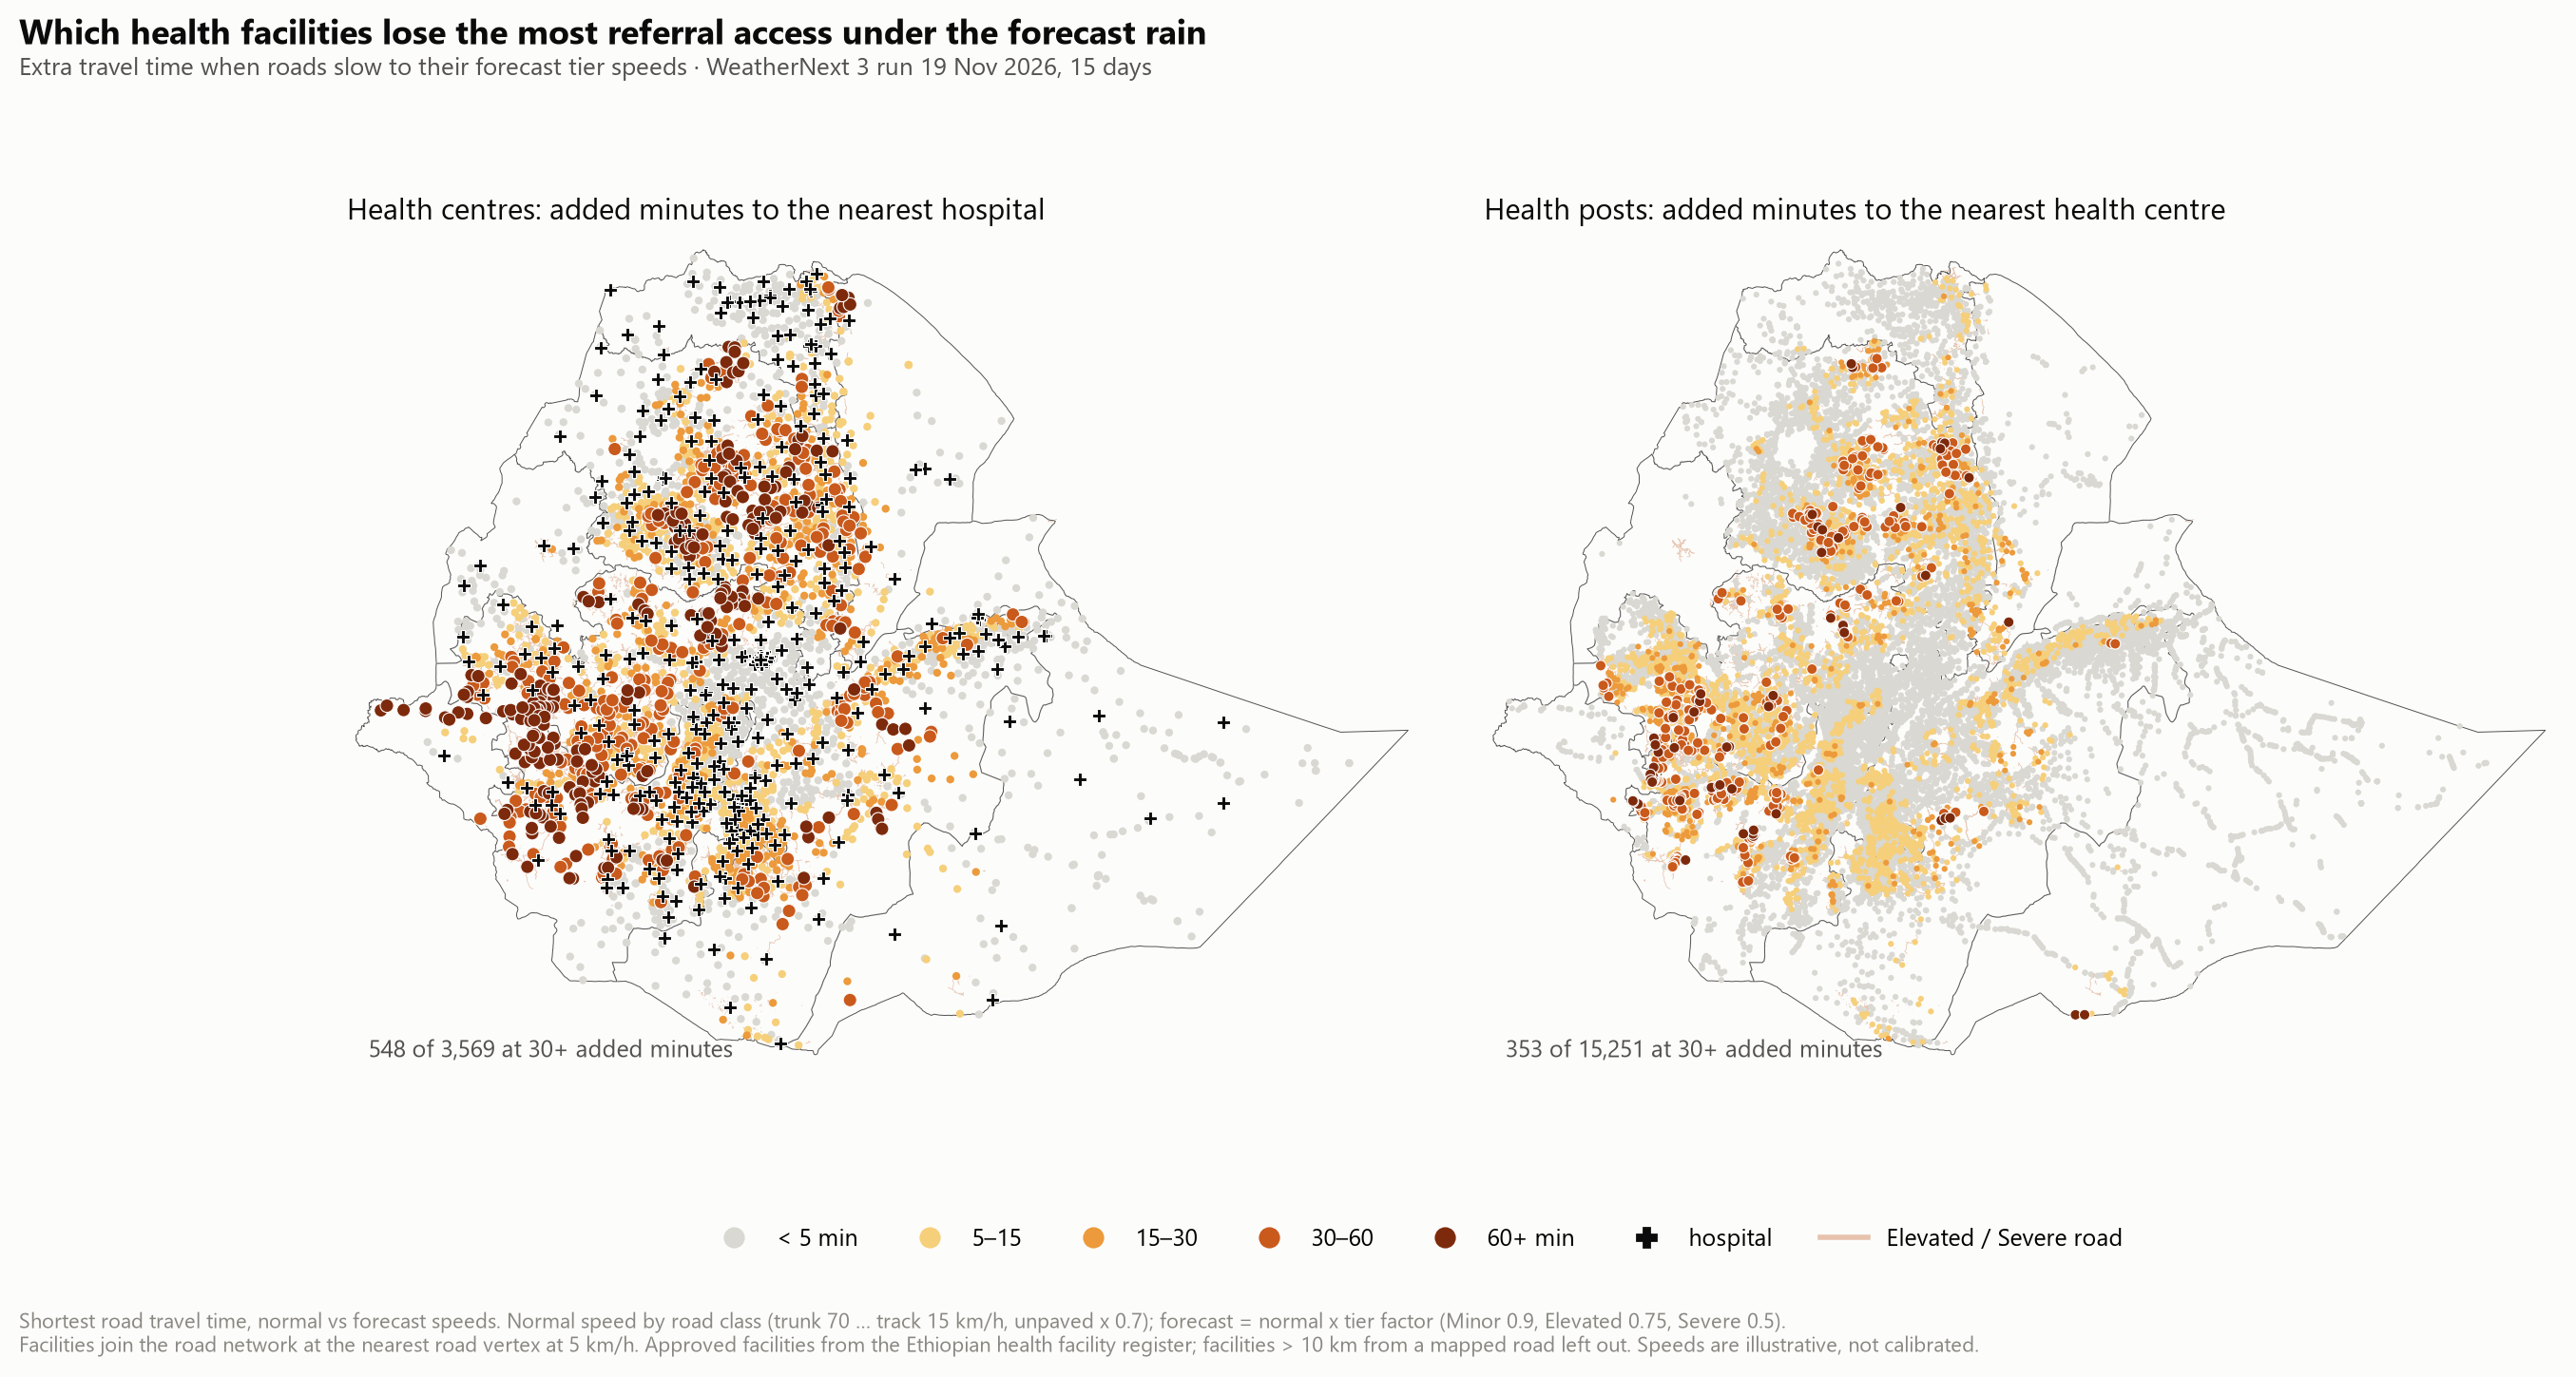 Which health facilities lose the most referral access under the forecast rain
Extra travel time when roads slow to their forecast tier speeds · WeatherNext 3 run 19 Nov 2026, 15 days
Health centres: added minutes to the nearest hospital
Health posts: added minutes to the nearest health centre
548 of 3,569 at 30+ added minutes
353 of 15,251 at 30+ added minutes
< 5 min
5–15
15–30
30–60
60+ min
hospital
Elevated / Severe road
Shortest road travel time, normal vs forecast speeds. Normal speed by road class (trunk 70 ... track 15 km/h, unpaved x 0.7); forecast = normal x tier factor (Minor 0.9, Elevated 0.75, Severe 0.5).
Facilities join the road network at the nearest road vertex at 5 km/h. Approved facilities from the Ethiopian health facility register; facilities > 10 km from a mapped road left out. Speeds are illustrative, not calibrated.